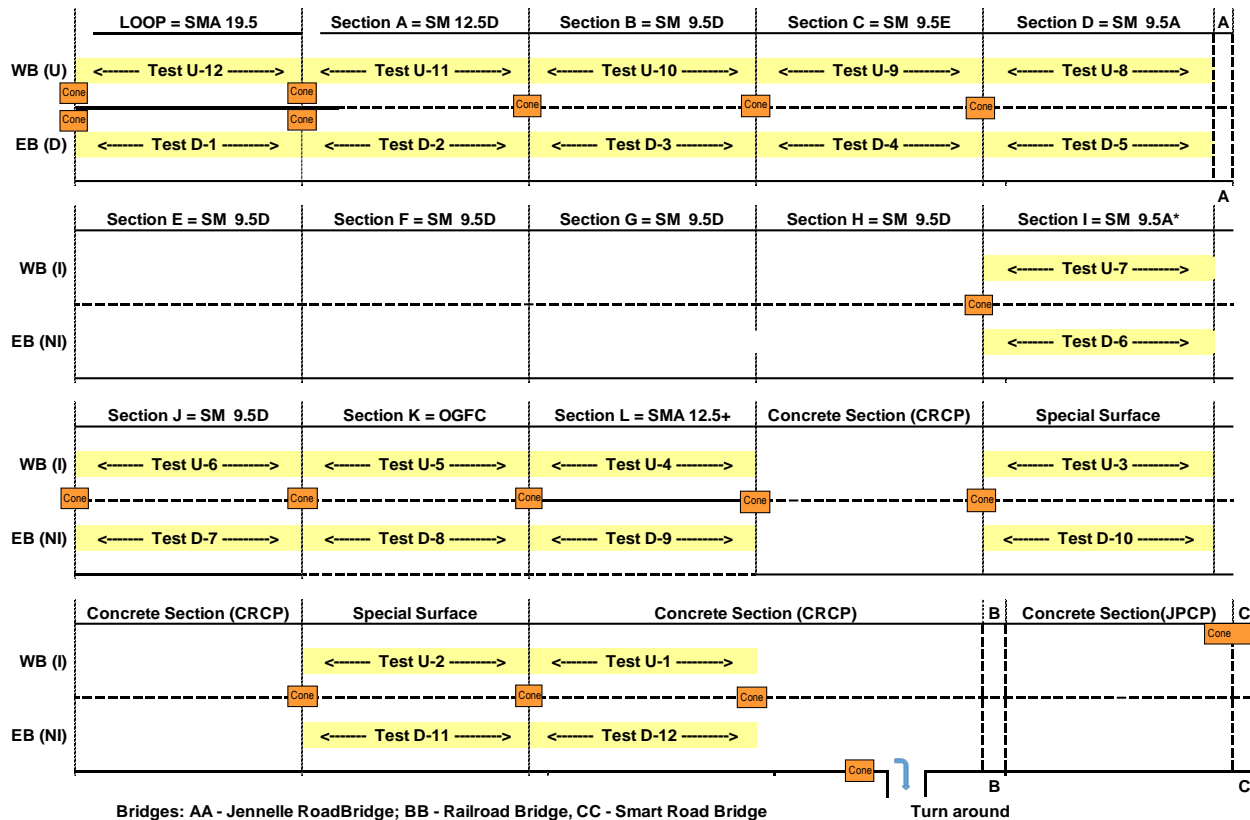 LOOP = SMA 19.5 Section A = SM 12.5D Section B = SM 9.5D Section C = SM 9.5E Section D = SM 9.5A A
WB (U) <------- Test U-12 ---------> <------- Test U-11 ---------> <------- Test U-10 ---------> <------- Test U-9 ---------> <------- Test U-8 --------->
Cone Cone
Cone Cone Cone
Cone Cone
EB (D) <------- Test D-1 ---------> <------- Test D-2 ---------> <------- Test D-3 ---------> <------- Test D-4 ---------> <------- Test D-5 --------->
A
Section E = SM 9.5D Section F = SM 9.5D Section G = SM 9.5D Section H = SM 9.5D Section I = SM 9.5A*
WB (I) <------- Test U-7 --------->
Cone
EB (NI) <------- Test D-6 --------->
Section J = SM 9.5D Section K = OGFC Section L = SMA 12.5+ Concrete Section (CRCP) Special Surface
WB (I) <------- Test U-6 ---------> <------- Test U-5 ---------> <------- Test U-4 ---------> <------- Test U-3 --------->
Cone Cone Cone Cone Cone
EB (NI) <------- Test D-7 ---------> <------- Test D-8 ---------> <------- Test D-9 ---------> <------- Test D-10 --------->
Concrete Section (CRCP) Special Surface Concrete Section (CRCP) B Concrete Section(JPCP) C
Cone
WB (I) <------- Test U-2 ---------> <------- Test U-1 --------->
Cone Cone Cone
EB (NI) <------- Test D-11 ---------> <------- Test D-12 --------->
Cone
B C
Bridges: AA - Jennelle RoadBridge; BB - Railroad Bridge, CC - Smart Road Bridge Turn around